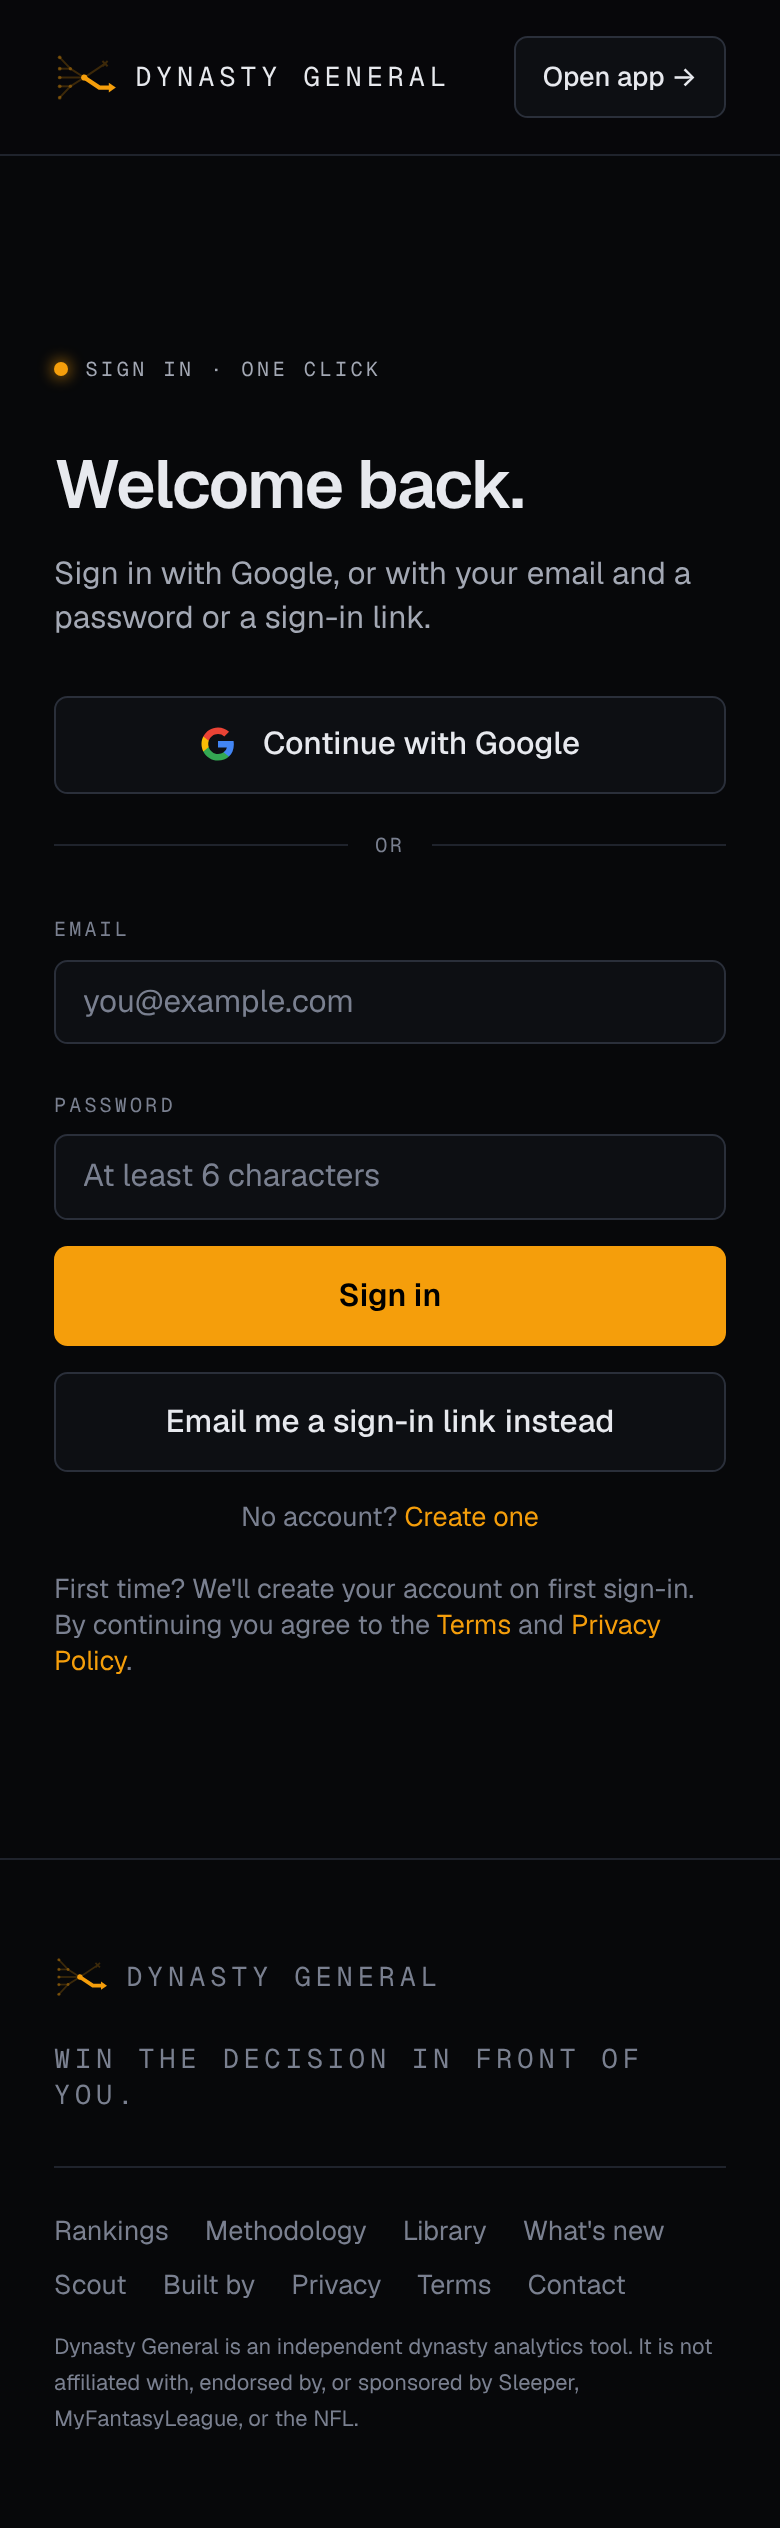 DYNASTY GENERAL
Open app →
SIGN IN · ONE CLICK
Welcome back.
Sign in with Google, or with your email and a
password or a sign-in link.
Continue with Google
OR
EMAIL
you@example.com
PASSWORD
At least 6 characters
Sign in
Email me a sign-in link instead
No account? Create one
First time? We'll create your account on first sign-in.
By continuing you agree to the Terms and Privacy
Policy.
DYNASTY GENERAL
WIN THE DECISION IN FRONT OF
YOU.
Rankings Methodology Library What's new
Scout Built by Privacy Terms Contact
Dynasty General is an independent dynasty analytics tool. It is not
affiliated with, endorsed by, or sponsored by Sleeper,
MyFantasyLeague, or the NFL.